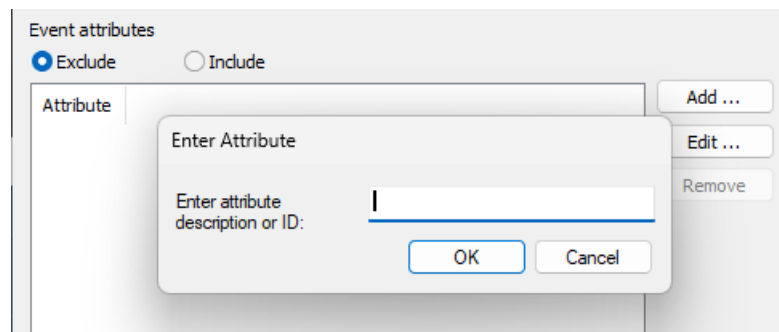 Event attributes
Exclude Include
Attribute
Add ...
Enter Attribute
Edit ...
Remove
Enter attribute
description or ID:
OK Cancel